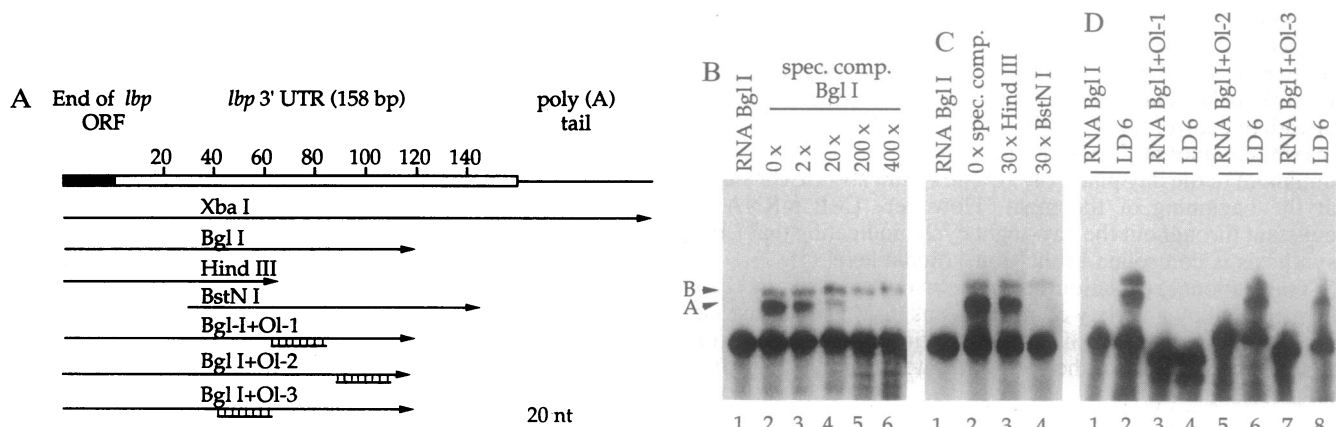 A
End of lbp ORF
lbp 3' UTR (158 bp)
poly (A) tail
20 40 60 80 100 120 140
Xba I
Bgl I
Hind III
BstN I
Bgl-I+Ol-1
Bgl I+Ol-2
Bgl I+Ol-3
20 nt
B
spec. comp.
Bgl I
RNA Bgl I
0 x
2 x
20 x
200 x
400 x
B
A
1 2 3 4 5 6
C
RNA Bgl I
0 x spec. comp.
30 x Hind III
30 x BstN I
1 2 3 4
D
RNA Bgl I
LD 6
RNA Bgl I+Ol-1
LD 6
RNA Bgl I+Ol-2
LD 6
RNA Bgl I+Ol-3
LD 6
1 2 3 4 5 6 7 8